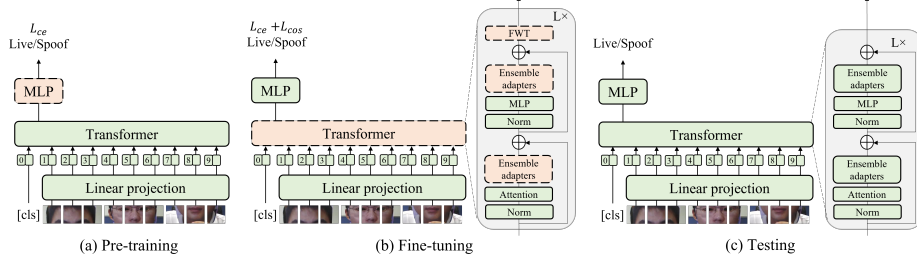 L_ce
Live/Spoof
MLP
Transformer
0 1 2 3 4 5 6 7 8 9
Linear projection
[cls]
(a) Pre-training
L_ce + L_cos
Live/Spoof
MLP
Transformer
0 1 2 3 4 5 6 7 8 9
Linear projection
[cls]
L×
FWT
Ensemble
adapters
MLP
Norm
Ensemble
adapters
Attention
Norm
(b) Fine-tuning
Live/Spoof
MLP
Transformer
0 1 2 3 4 5 6 7 8 9
Linear projection
[cls]
L×
Ensemble
adapters
MLP
Norm
Ensemble
adapters
Attention
Norm
(c) Testing